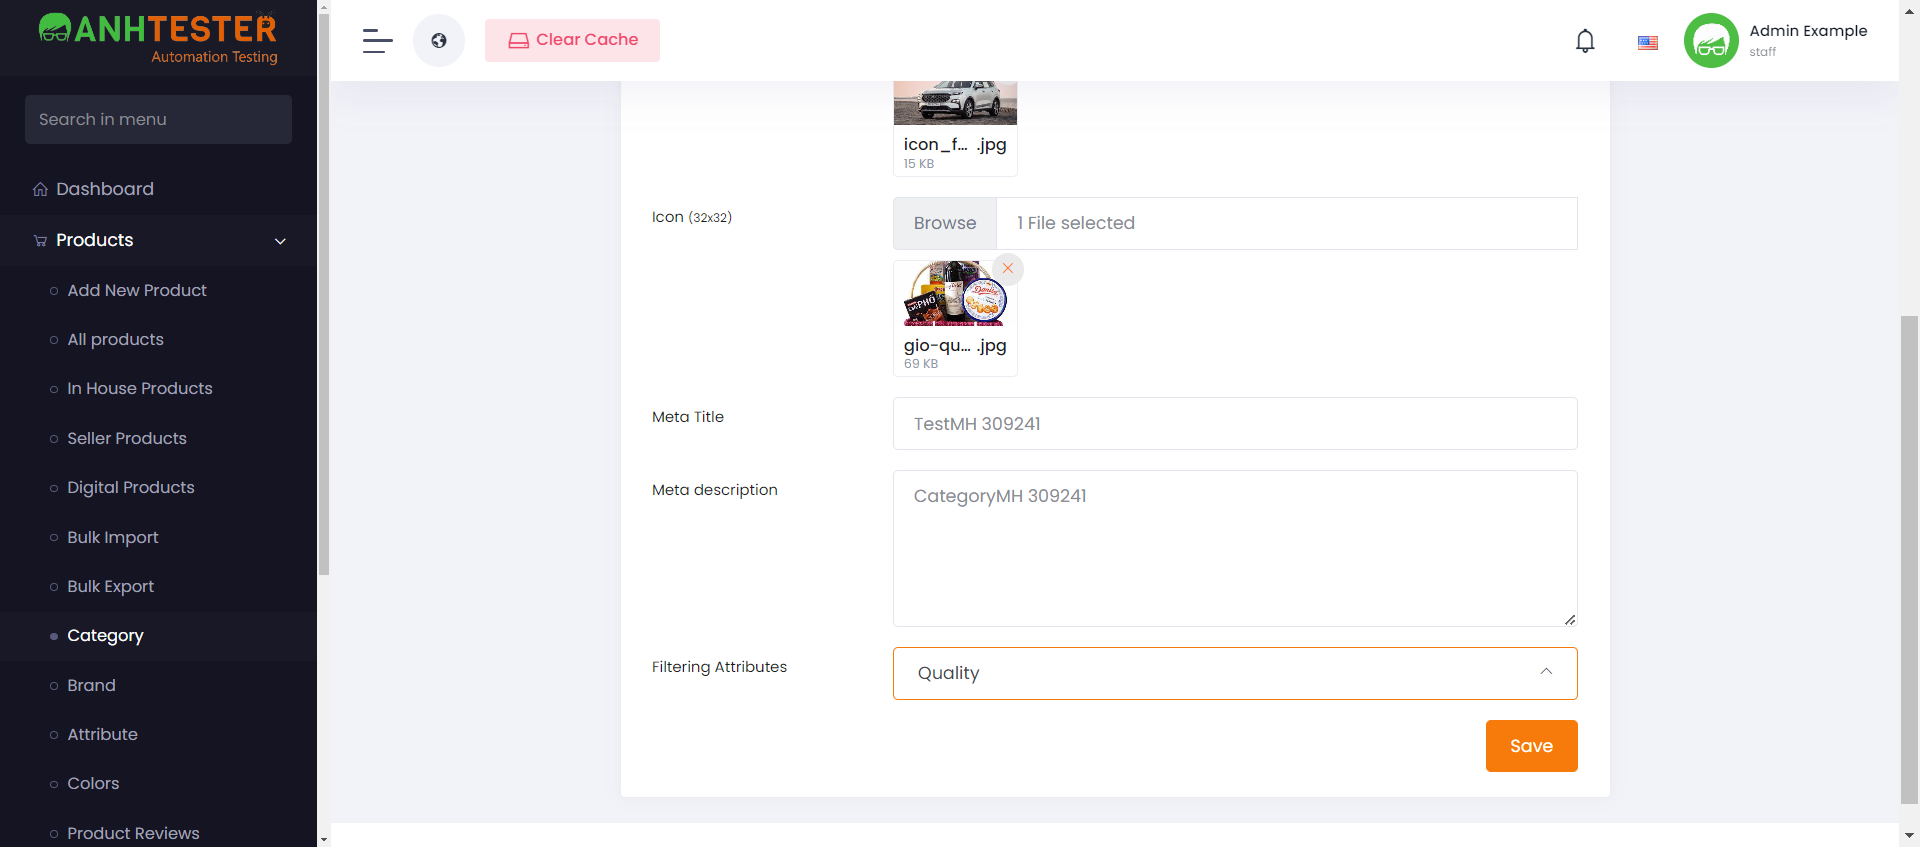 ANHTESTER
Automation Testing
Search in menu
Dashboard
Products
Add New Product
All products
In House Products
Seller Products
Digital Products
Bulk Import
Bulk Export
Category
Brand
Attribute
Colors
Product Reviews
Clear Cache
Admin Example
staff
icon_f... .jpg
15 KB
Icon (32x32)
Browse
1 File selected
PHỞ
Danisa
gio-qu... .jpg
69 KB
Meta Title
TestMH 309241
Meta description
CategoryMH 309241
Filtering Attributes
Quality
Save